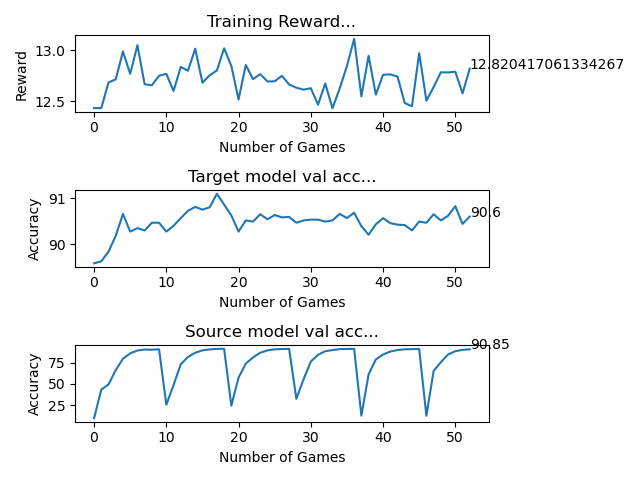 Training Reward...
13.0
12.5
Reward
12.820417061334267
0 10 20 30 40 50
Number of Games
Target model val acc...
91
90
Accuracy
90.6
0 10 20 30 40 50
Number of Games
Source model val acc...
75
50
25
Accuracy
90.85
0 10 20 30 40 50
Number of Games